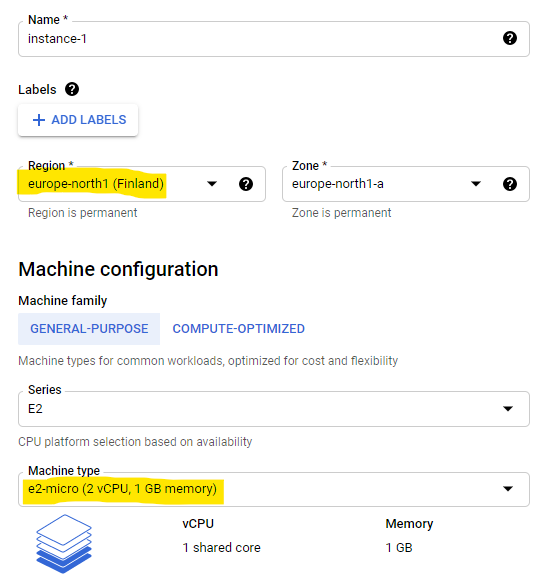 Name *
instance-1
Labels
ADD LABELS
Region * Zone *
europe-north1 (Finland) europe-north1-a
Region is permanent Zone is permanent
Machine configuration
Machine family
GENERAL-PURPOSE COMPUTE-OPTIMIZED
Machine types for common workloads, optimized for cost and flexibility
Series
E2
CPU platform selection based on availability
Machine type
e2-micro (2 vCPU, 1 GB memory)
vCPU Memory
1 shared core 1 GB